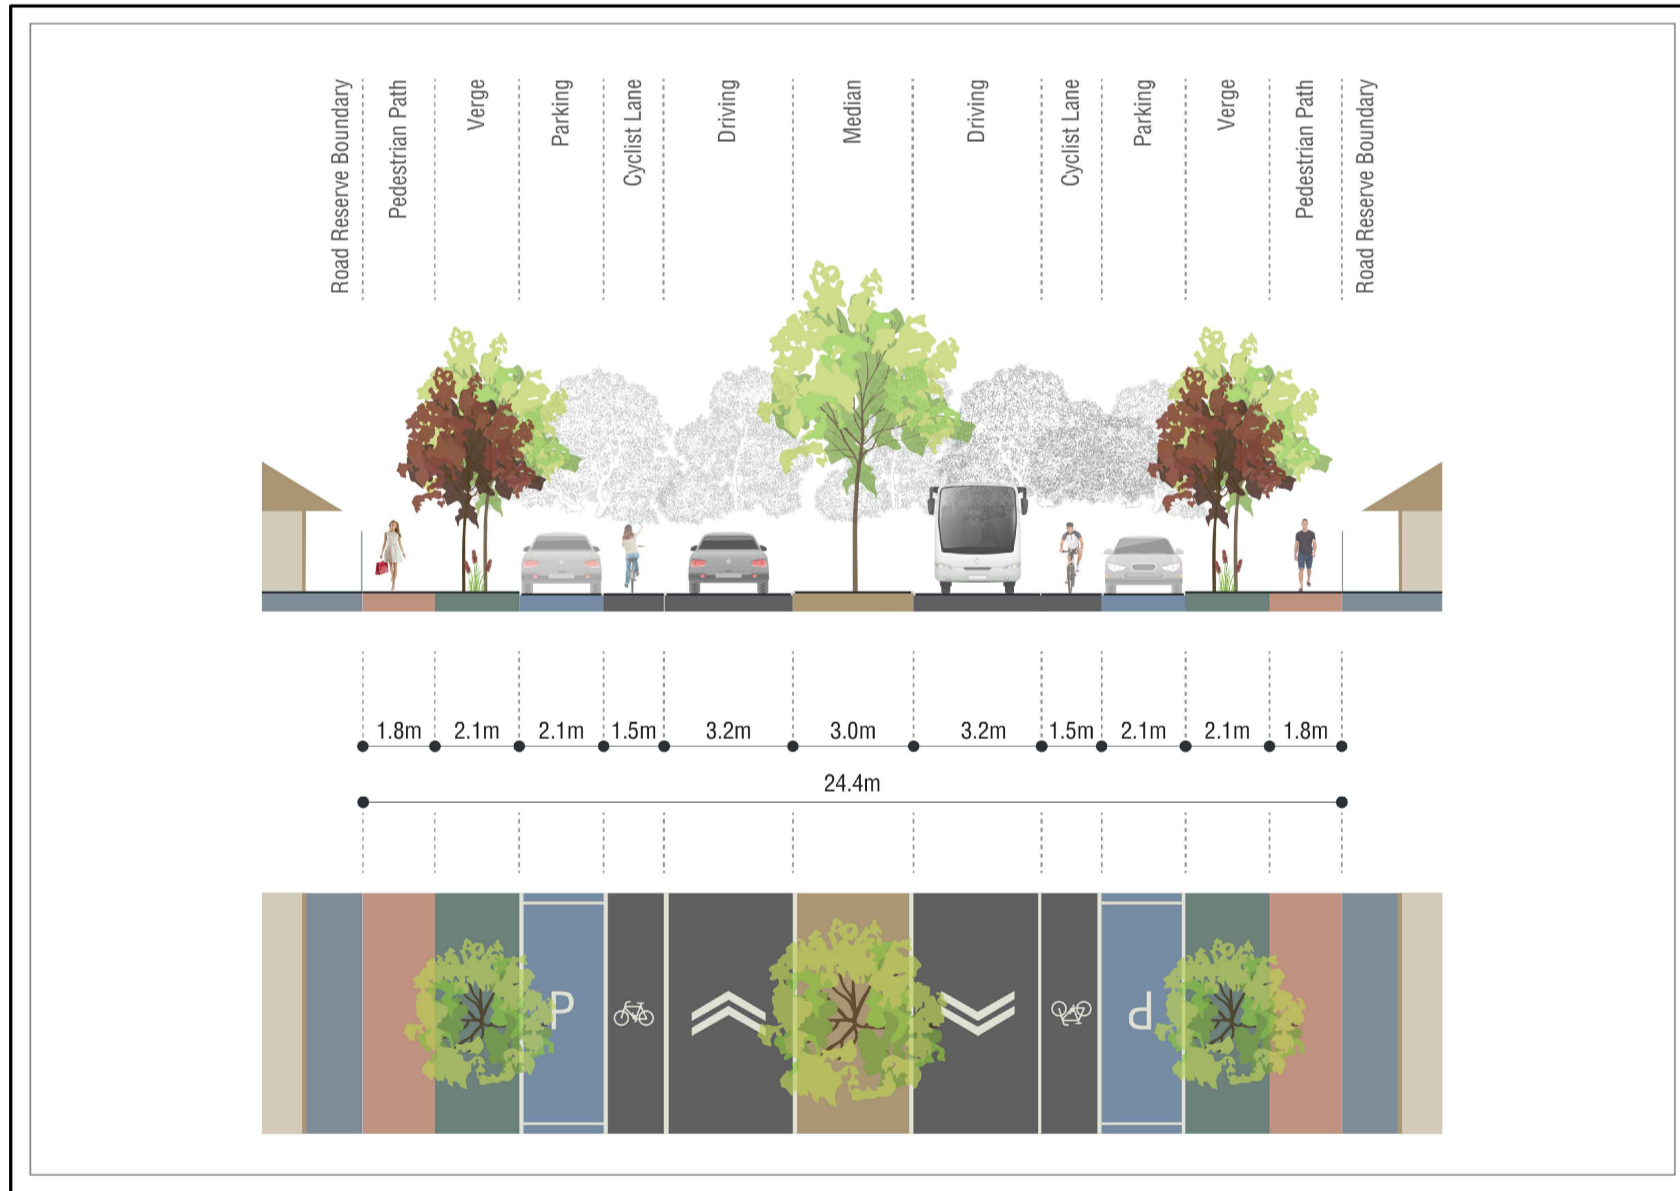 Road Reserve Boundary
Pedestrian Path
Verge
Parking
Cyclist Lane
Driving
Median
Driving
Cyclist Lane
Parking
Verge
Pedestrian Path
Road Reserve Boundary
1.8m 2.1m 2.1m 1.5m 3.2m 3.0m 3.2m 1.5m 2.1m 2.1m 1.8m
24.4m
P
P